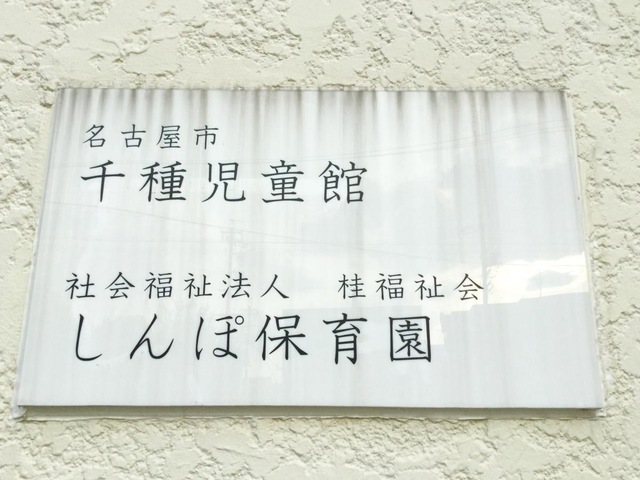 名古屋市
千種児童館
社会福祉法人　桂福祉会
しんぽ保育園